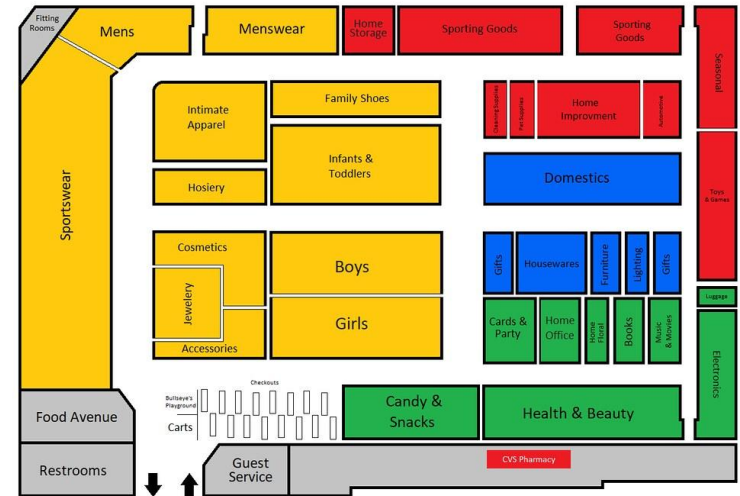 Fitting
Rooms
Mens
Menswear
Home
Storage
Sporting Goods
Sporting
Goods
Seasonal
Intimate
Apparel
Family Shoes
Cleaning Supplies
Pet Supplies
Home
Improvment
Automotive
Infants &
Toddlers
Hosiery
Domestics
Toys
& Games
Sportswear
Cosmetics
Jewelery
Accessories
Boys
Girls
Gifts
Housewares
Furniture
Lighting
Gifts
Luggage
Cards &
Party
Home
Office
Home
Floral
Books
Music
& Movies
Electronics
Checkouts
Bullseye's
Playground
Carts
Candy &
Snacks
Health & Beauty
Food Avenue
Restrooms
Guest
Service
CVS Pharmacy